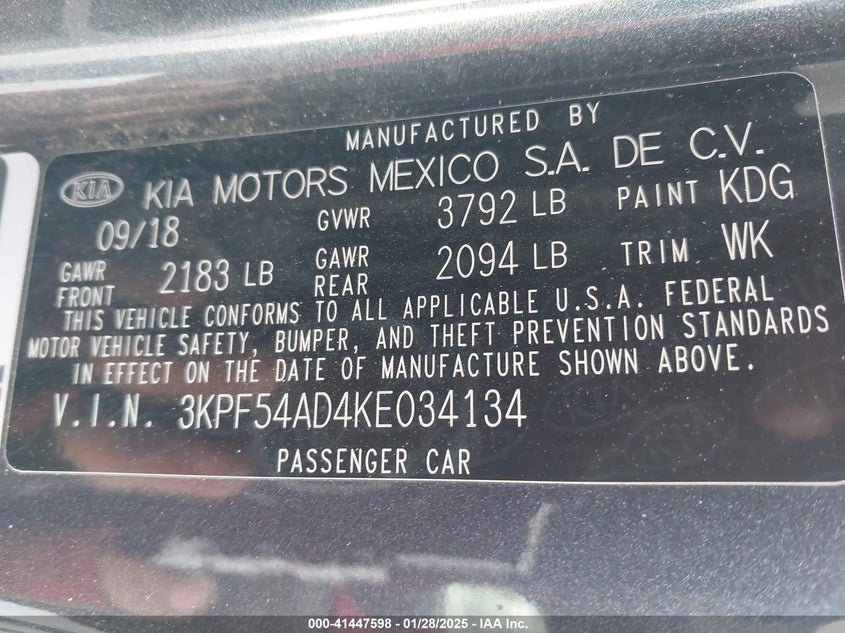 MANUFACTURED BY
KIA KIA MOTORS MEXICO S.A. DE C.V.
09/18 GVWR 3792 LB PAINT KDG
GAWR FRONT 2183 LB GAWR REAR 2094 LB TRIM WK
THIS VEHICLE CONFORMS TO ALL APPLICABLE U.S.A. FEDERAL
MOTOR VEHICLE SAFETY, BUMPER, AND THEFT PREVENTION STANDARDS
IN EFFECT ON THE DATE OF MANUFACTURE SHOWN ABOVE.
V.I.N. 3KPF54AD4KE034134
PASSENGER CAR
000-41447598 - 01/28/2025 - IAA Inc.